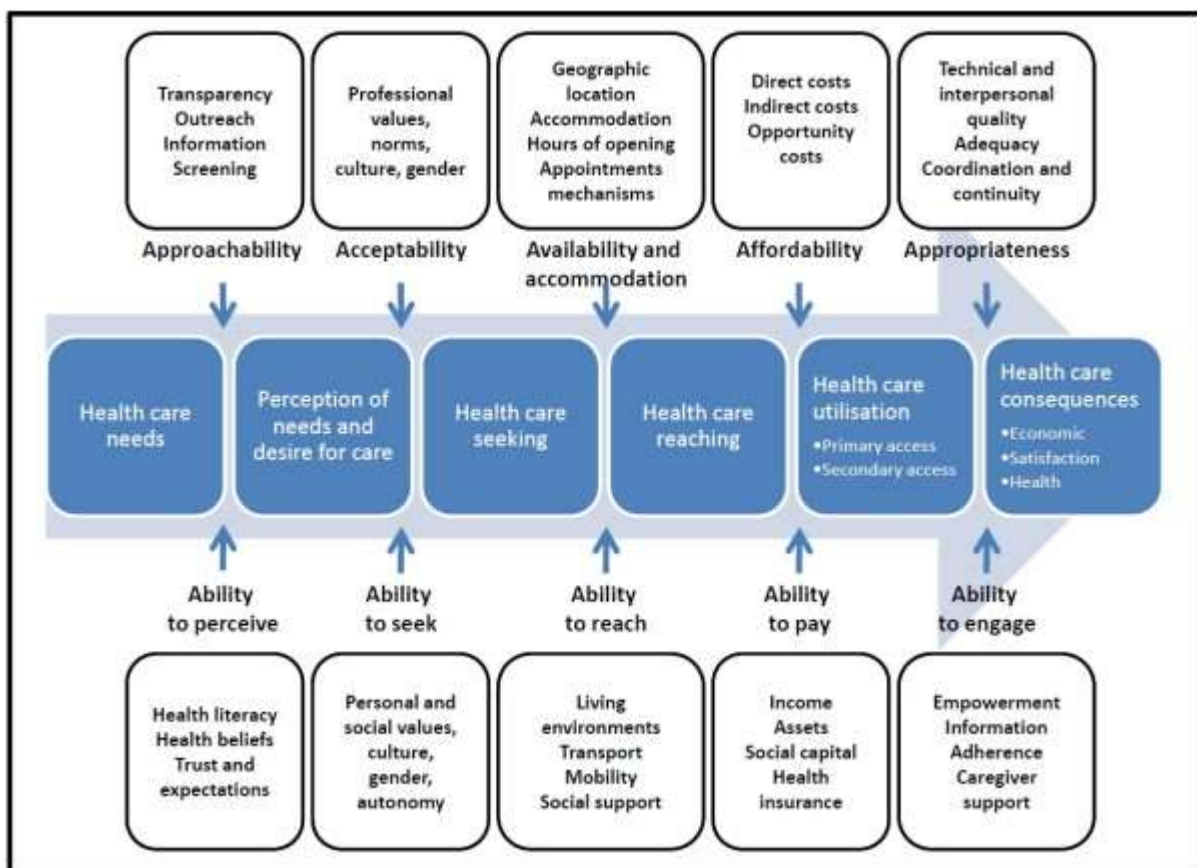 Transparency
Outreach
Information
Screening
Professional
values,
norms,
culture, gender
Geographic
location
Accommodation
Hours of opening
Appointments
mechanisms
Direct costs
Indirect costs
Opportunity
costs
Technical and
interpersonal
quality
Adequacy
Coordination and
continuity
Approachability
Acceptability
Availability and
accommodation
Affordability
Appropriateness
Health care
needs
Perception of
needs and
desire for care
Health care
seeking
Health care
reaching
Health care
utilisation
•Primary access
•Secondary access
Health care
consequences
•Economic
•Satisfaction
•Health
Ability
to perceive
Ability
to seek
Ability
to reach
Ability
to pay
Ability
to engage
Health literacy
Health beliefs
Trust and
expectations
Personal and
social values,
culture,
gender,
autonomy
Living
environments
Transport
Mobility
Social support
Income
Assets
Social capital
Health
insurance
Empowerment
Information
Adherence
Caregiver
support